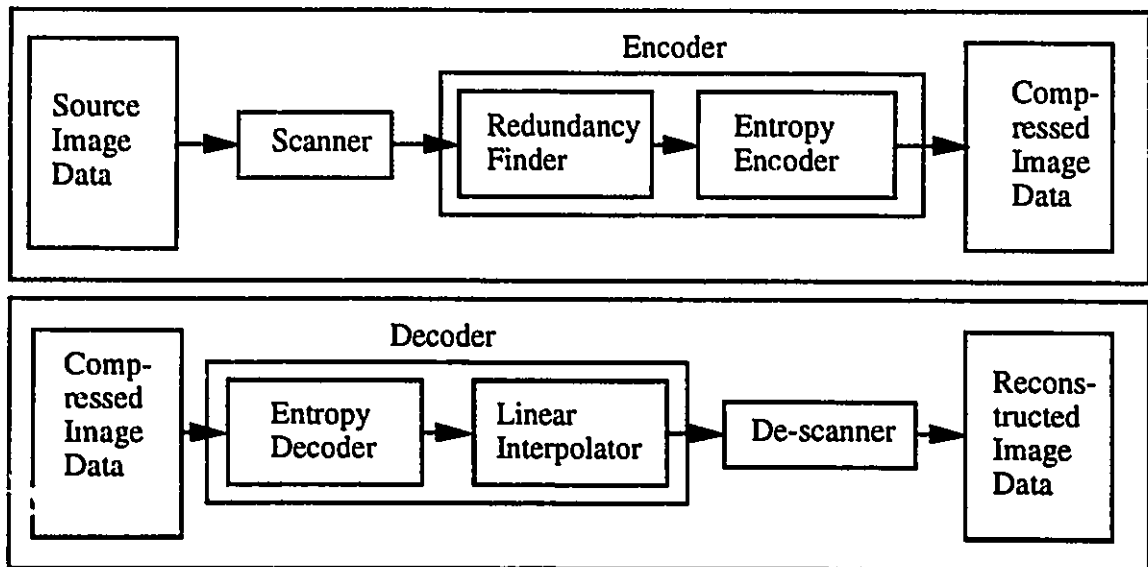 Encoder
Source
Image
Data
Scanner
Redundancy
Finder
Entropy
Encoder
Comp-
ressed
Image
Data
Decoder
Comp-
ressed
Image
Data
Entropy
Decoder
Linear
Interpolator
De-scanner
Recons-
tructed
Image
Data